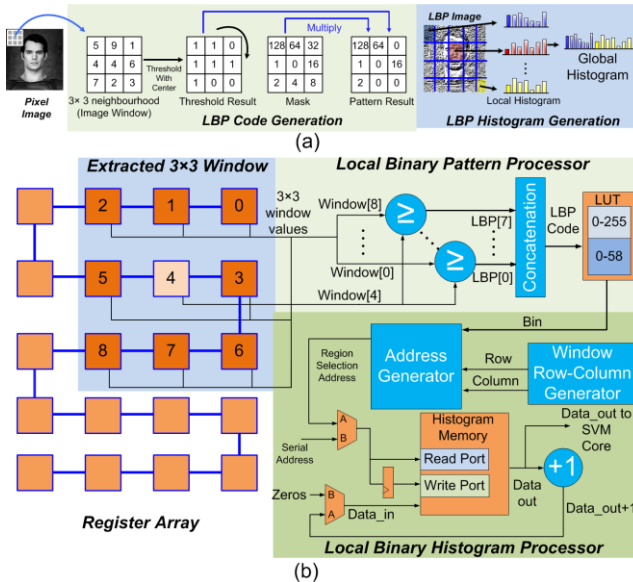 LBP Image
Multiply
5 9 1
4 4 6
7 2 3
1 1 0
1 1
1 0 0
128 64 32
1 0 16
2 4 8
128 64 0
1 0 16
0 0 0
Threshold
With
Center
Global
Histogram
Pixel
Image
3× 3 neighbourhood
(Image Window)
Threshold Result
Mask
Pattern Result
Local Histogram
LBP Code Generation
LBP Histogram Generation
(a)
Extracted 3×3 Window
Local Binary Pattern Processor
2 1 0
5 4 3
8 7 6
3×3
window
values
Window[8]
Window[0]
Window[4]
≥
≥
LBP[7]
LBP[0]
Concatenation
LBP
Code
LUT
0-255
0-58
Bin
Region
Selection
Address
Address
Generator
Row
Column
Window
Row-Column
Generator
A
B
Serial
Address
Histogram
Memory
Read Port
Write Port
Data_out to
SVM
Core
+1
Data
out
Zeros
B
A
Data_in
Data_out+1
Register Array
Local Binary Histogram Processor
(b)